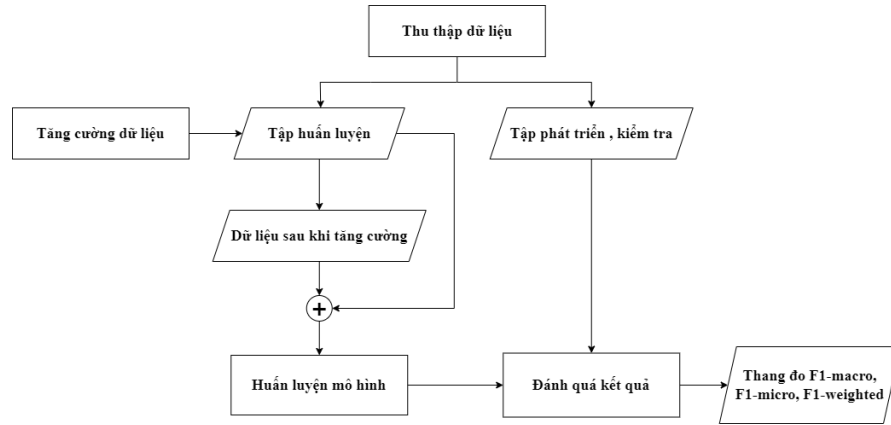 Thu thập dữ liệu
Tăng cường dữ liệu
Tập huấn luyện
Tập phát triển , kiểm tra
Dữ liệu sau khi tăng cường
+
Huấn luyện mô hình
Đánh quá kết quả
Thang đo F1-macro,
F1-micro, F1-weighted